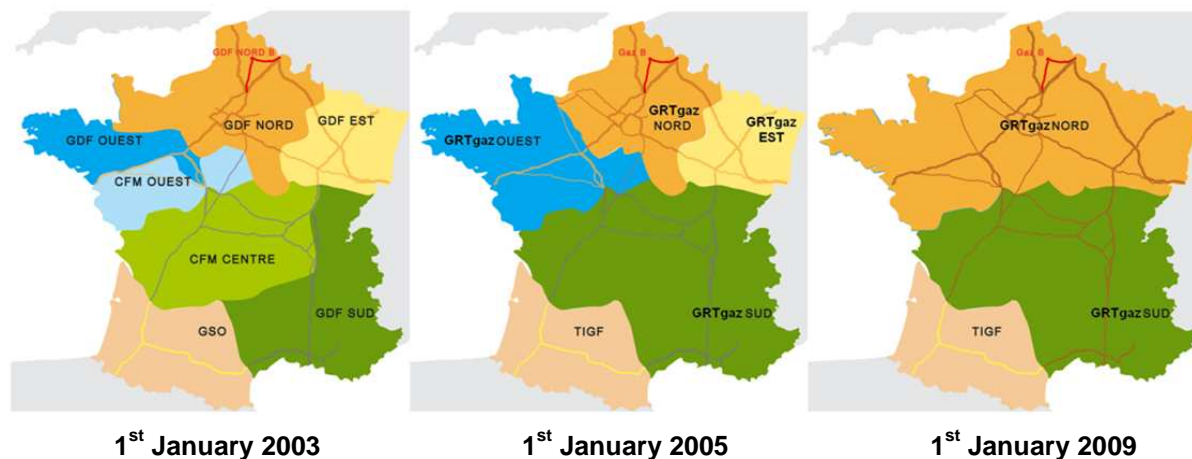 GDF NORD B
GDF EST
GDF NORD
GDF OUEST
CFM OUEST
CFM CENTRE
GDF SUD
GSO
1st January 2003
Gaz B
GRTgaz
NORD
GRTgaz
EST
GRTgaz OUEST
GRTgaz SUD
TIGF
1st January 2005
Gaz B
GRTgaz NORD
GRTgaz SUD
TIGF
1st January 2009